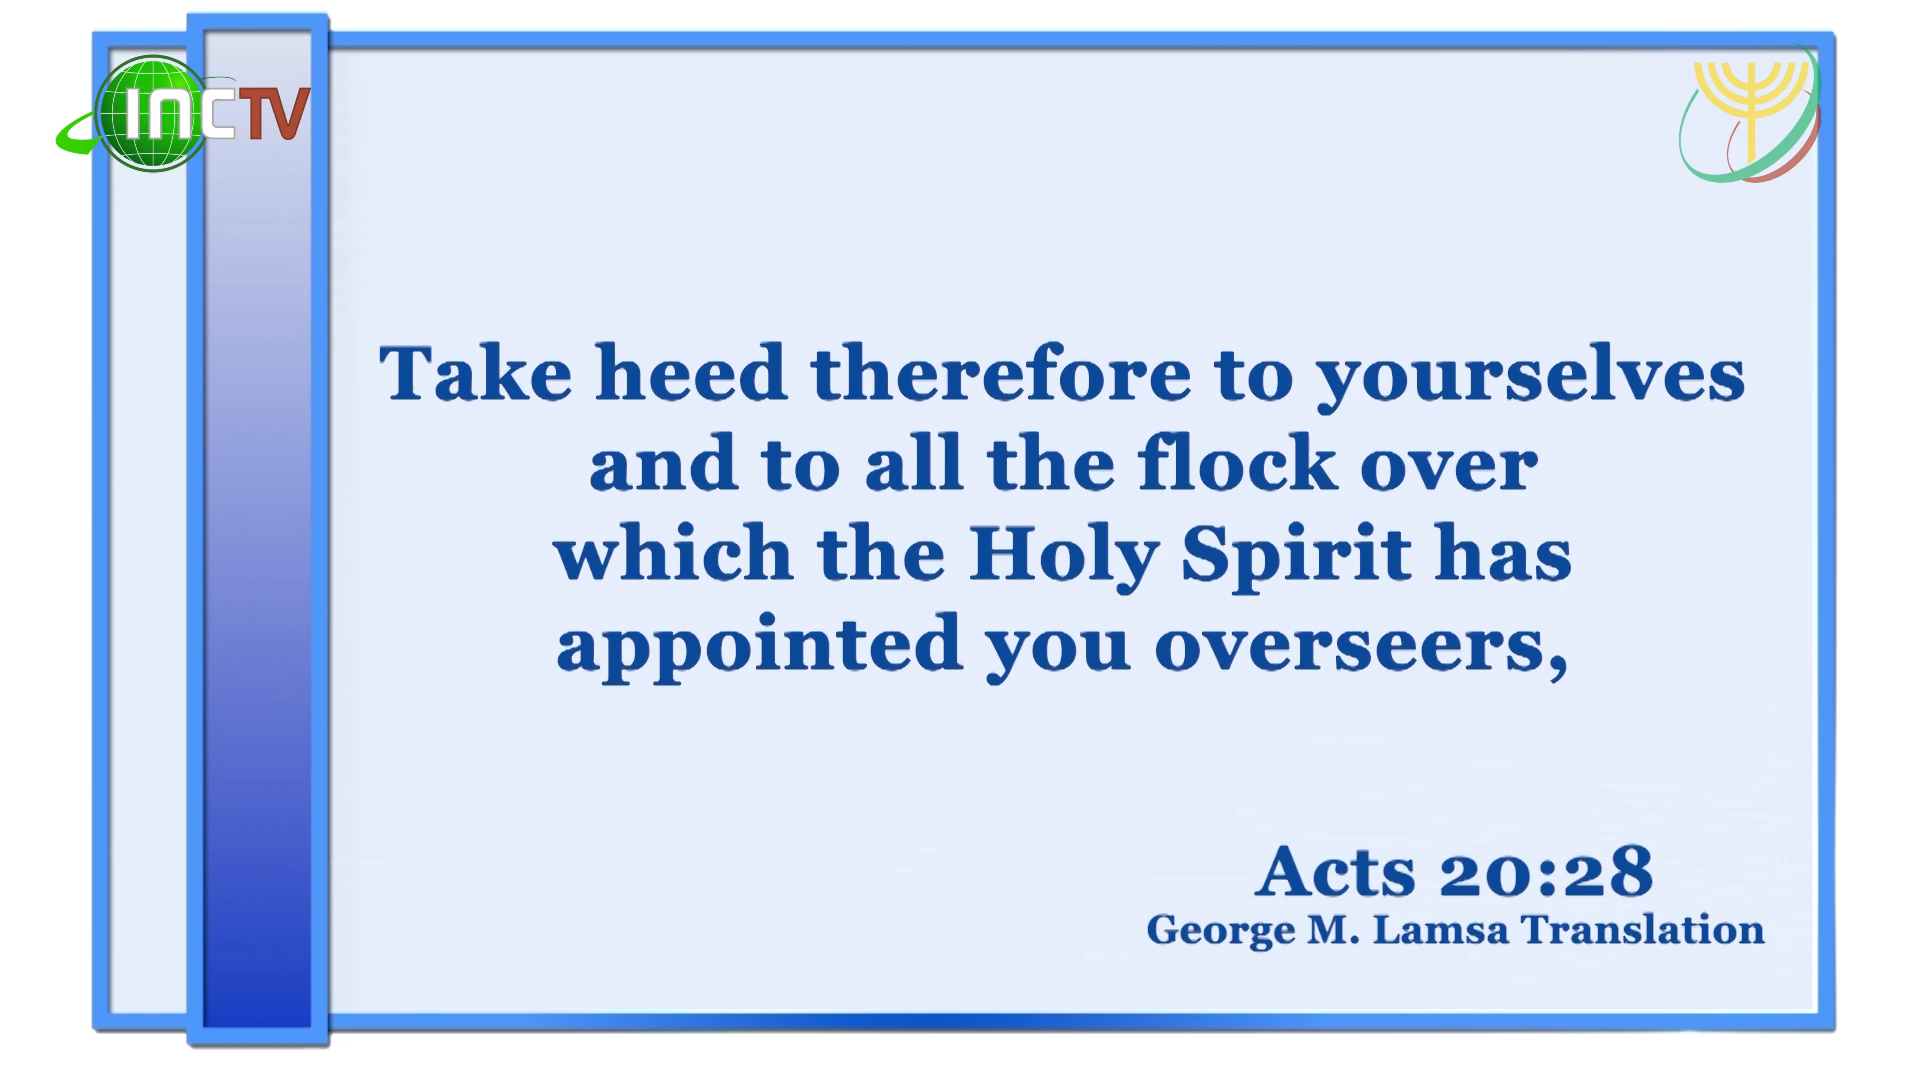 INCTV
Take heed therefore to yourselves
and to all the flock over
which the Holy Spirit has
appointed you overseers,
Acts 20:28
George M. Lamsa Translation